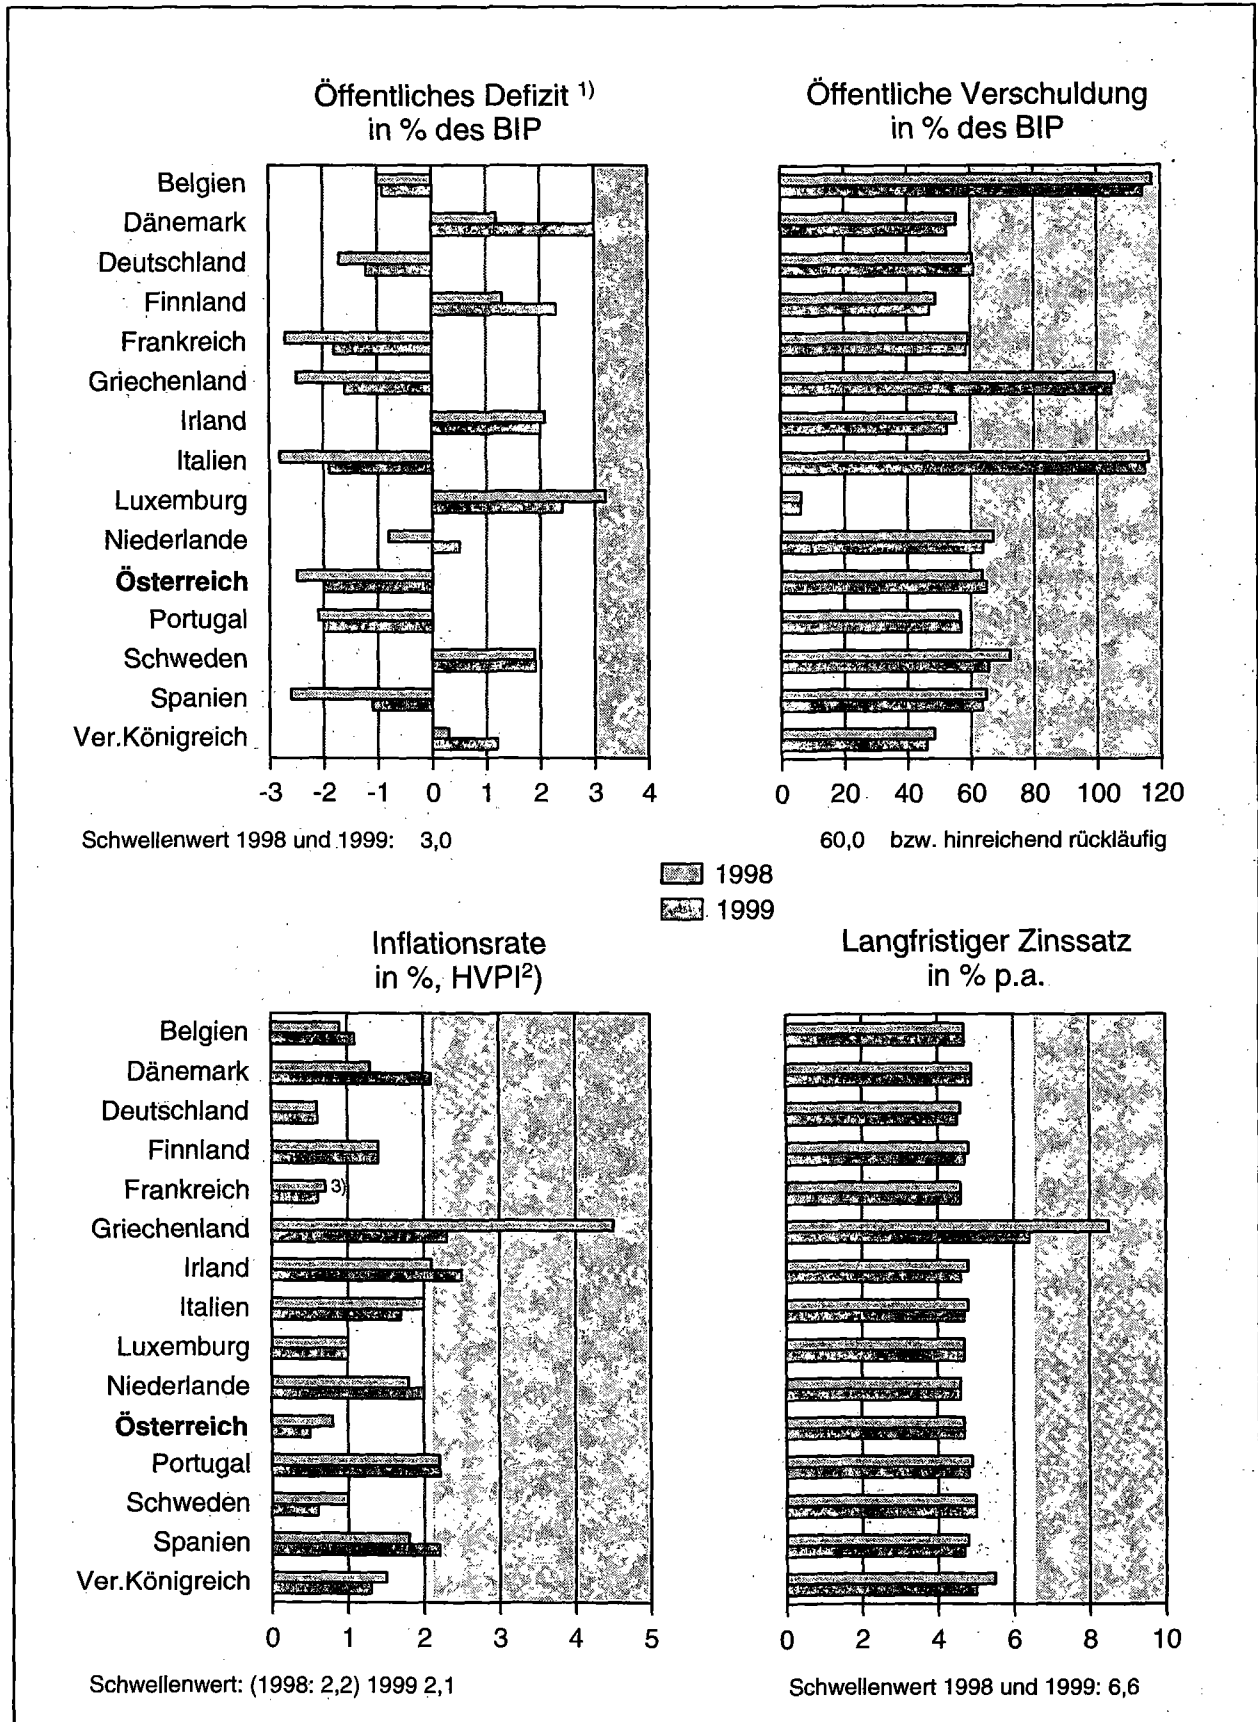 Öffentliches Defizit 1)
in % des BIP
Belgien
Dänemark
Deutschland
Finnland
Frankreich
Griechenland
Irland
Italien
Luxemburg
Niederlande
Österreich
Portugal
Schweden
Spanien
Ver.Königreich
-3 -2 -1 0 1 2 3 4
Schwellenwert 1998 und 1999: 3,0
Öffentliche Verschuldung
in % des BIP
0 20 40 60 80 100 120
60,0 bzw. hinreichend rückläufig
1998
1999
Inflationsrate
in %, HVPI2)
Belgien
Dänemark
Deutschland
Finnland
Frankreich
3)
Griechenland
Irland
Italien
Luxemburg
Niederlande
Österreich
Portugal
Schweden
Spanien
Ver.Königreich
0 1 2 3 4 5
Schwellenwert: (1998: 2,2) 1999 2,1
Langfristiger Zinssatz
in % p.a.
0 2 4 6 8 10
Schwellenwert 1998 und 1999: 6,6